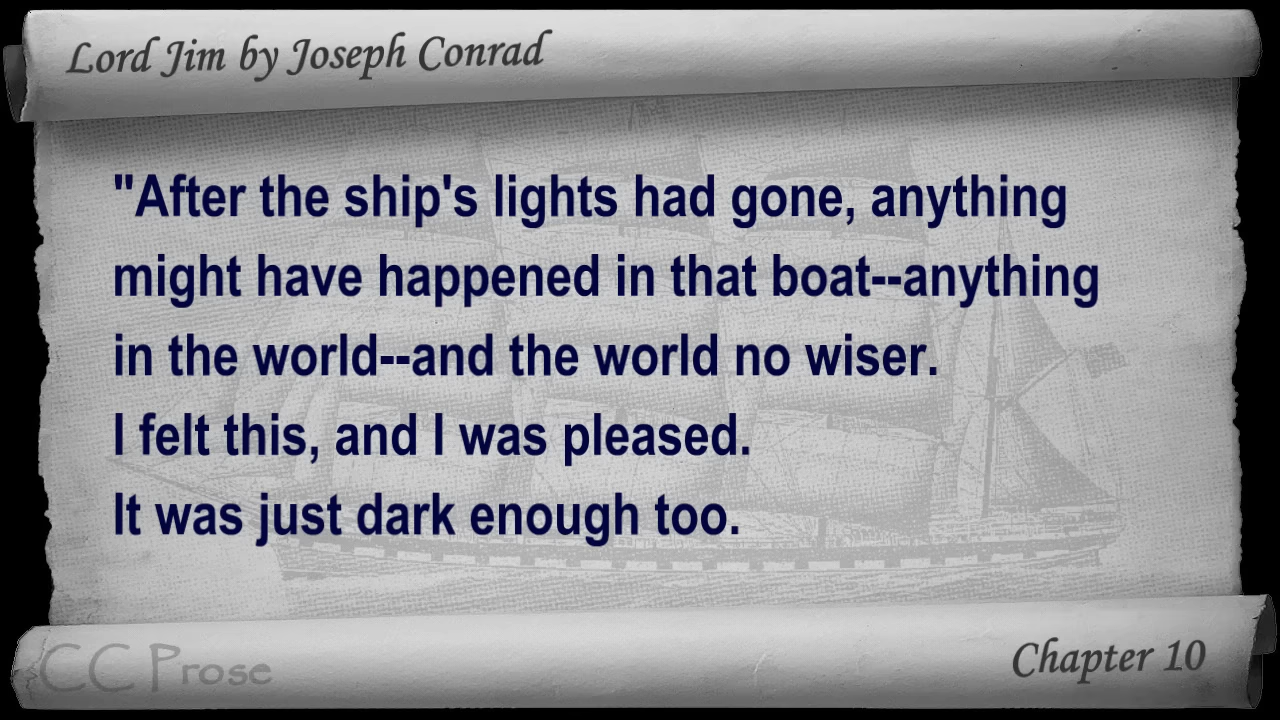 Lord Jim by Joseph Conrad
"After the ship's lights had gone, anything
might have happened in that boat--anything
in the world--and the world no wiser.
I felt this, and I was pleased.
It was just dark enough too.
CC Prose
Chapter 10